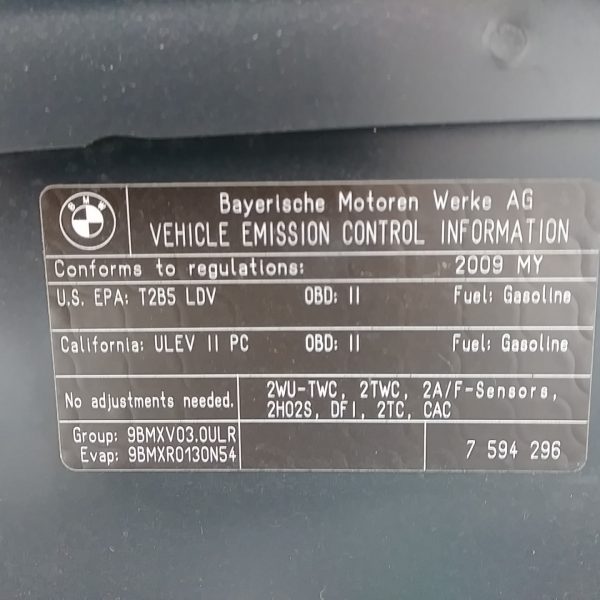 BMW
Bayerische Motoren Werke AG
VEHICLE EMISSION CONTROL INFORMATION
Conforms to regulations: 2009 MY
U.S. EPA: T2B5 LDV OBD: II Fuel: Gasoline
California: ULEV II PC OBD: II Fuel: Gasoline
No adjustments needed.
2WU-TWC, 2TWC, 2A/F-Sensors,
2HO2S, DFI, 2TC, CAC
Group: 9BMXV03.0ULR
Evap: 9BMXR0130N54
7 594 296